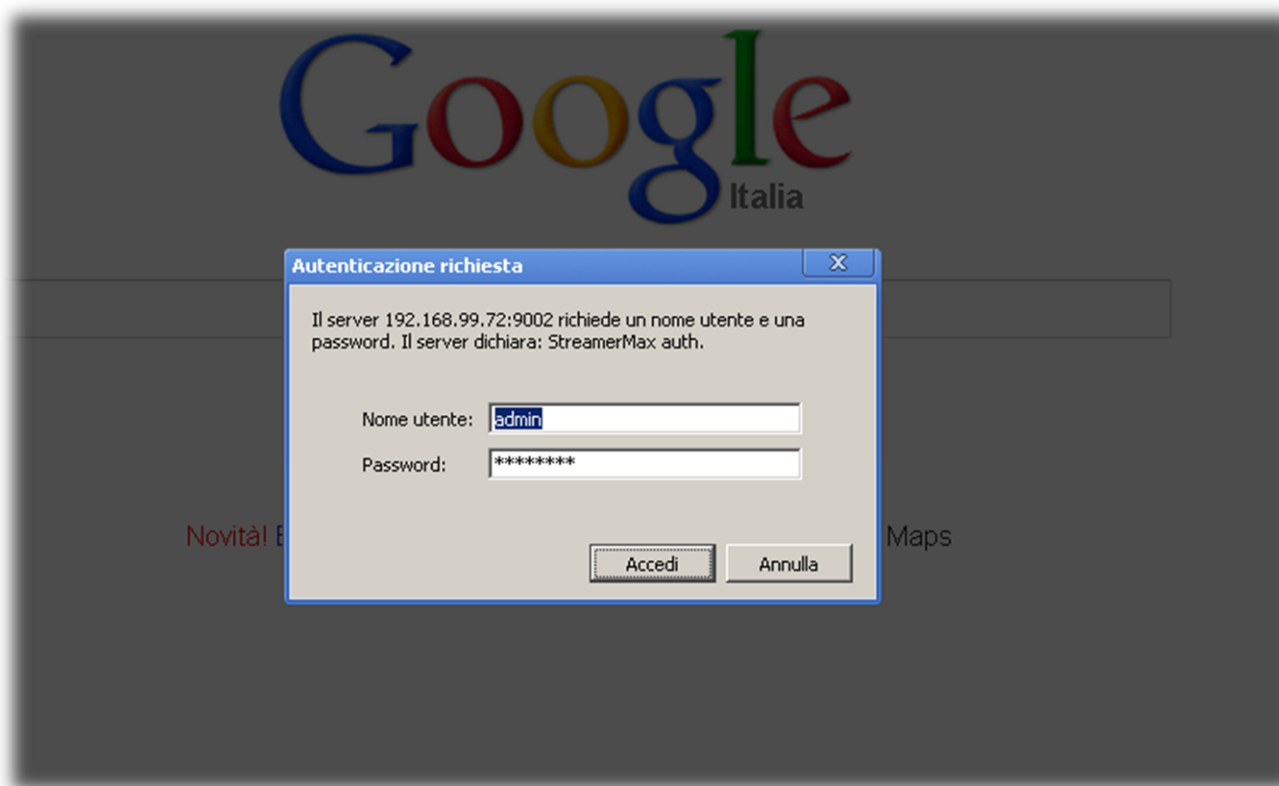 Google
Italia
Autenticazione richiesta
X
Il server 192.168.99.72:9002 richiede un nome utente e una
password. Il server dichiara: StreamerMax auth.
Nome utente: admin
Password: ********
Novità! Maps
Accedi Annulla